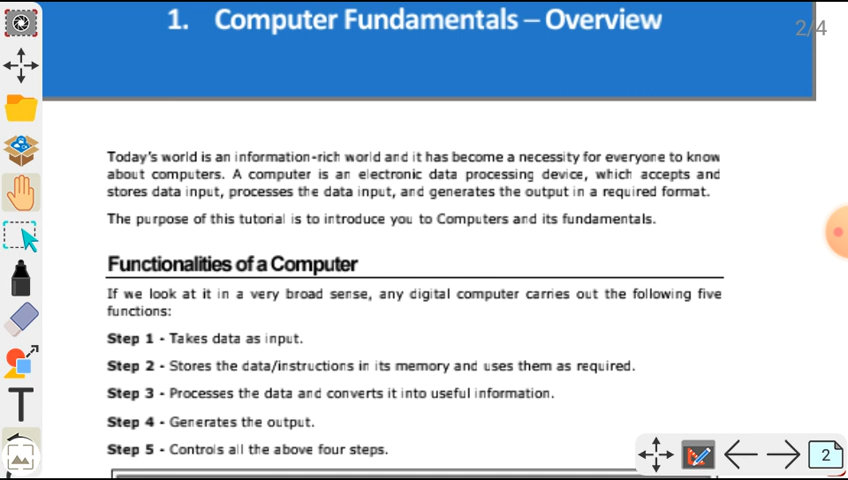 1. Computer Fundamentals – Overview
2/4
Today's world is an information-rich world and it has become a necessity for everyone to know
about computers. A computer is an electronic data processing device, which accepts and
stores data input, processes the data input, and generates the output in a required format.
The purpose of this tutorial is to introduce you to Computers and its fundamentals.
Functionalities of a Computer
If we look at it in a very broad sense, any digital computer carries out the following five
functions:
Step 1 - Takes data as input.
Step 2 - Stores the data/instructions in its memory and uses them as required.
Step 3 - Processes the data and converts it into useful information.
Step 4 - Generates the output.
Step 5 - Controls all the above four steps.
T
2